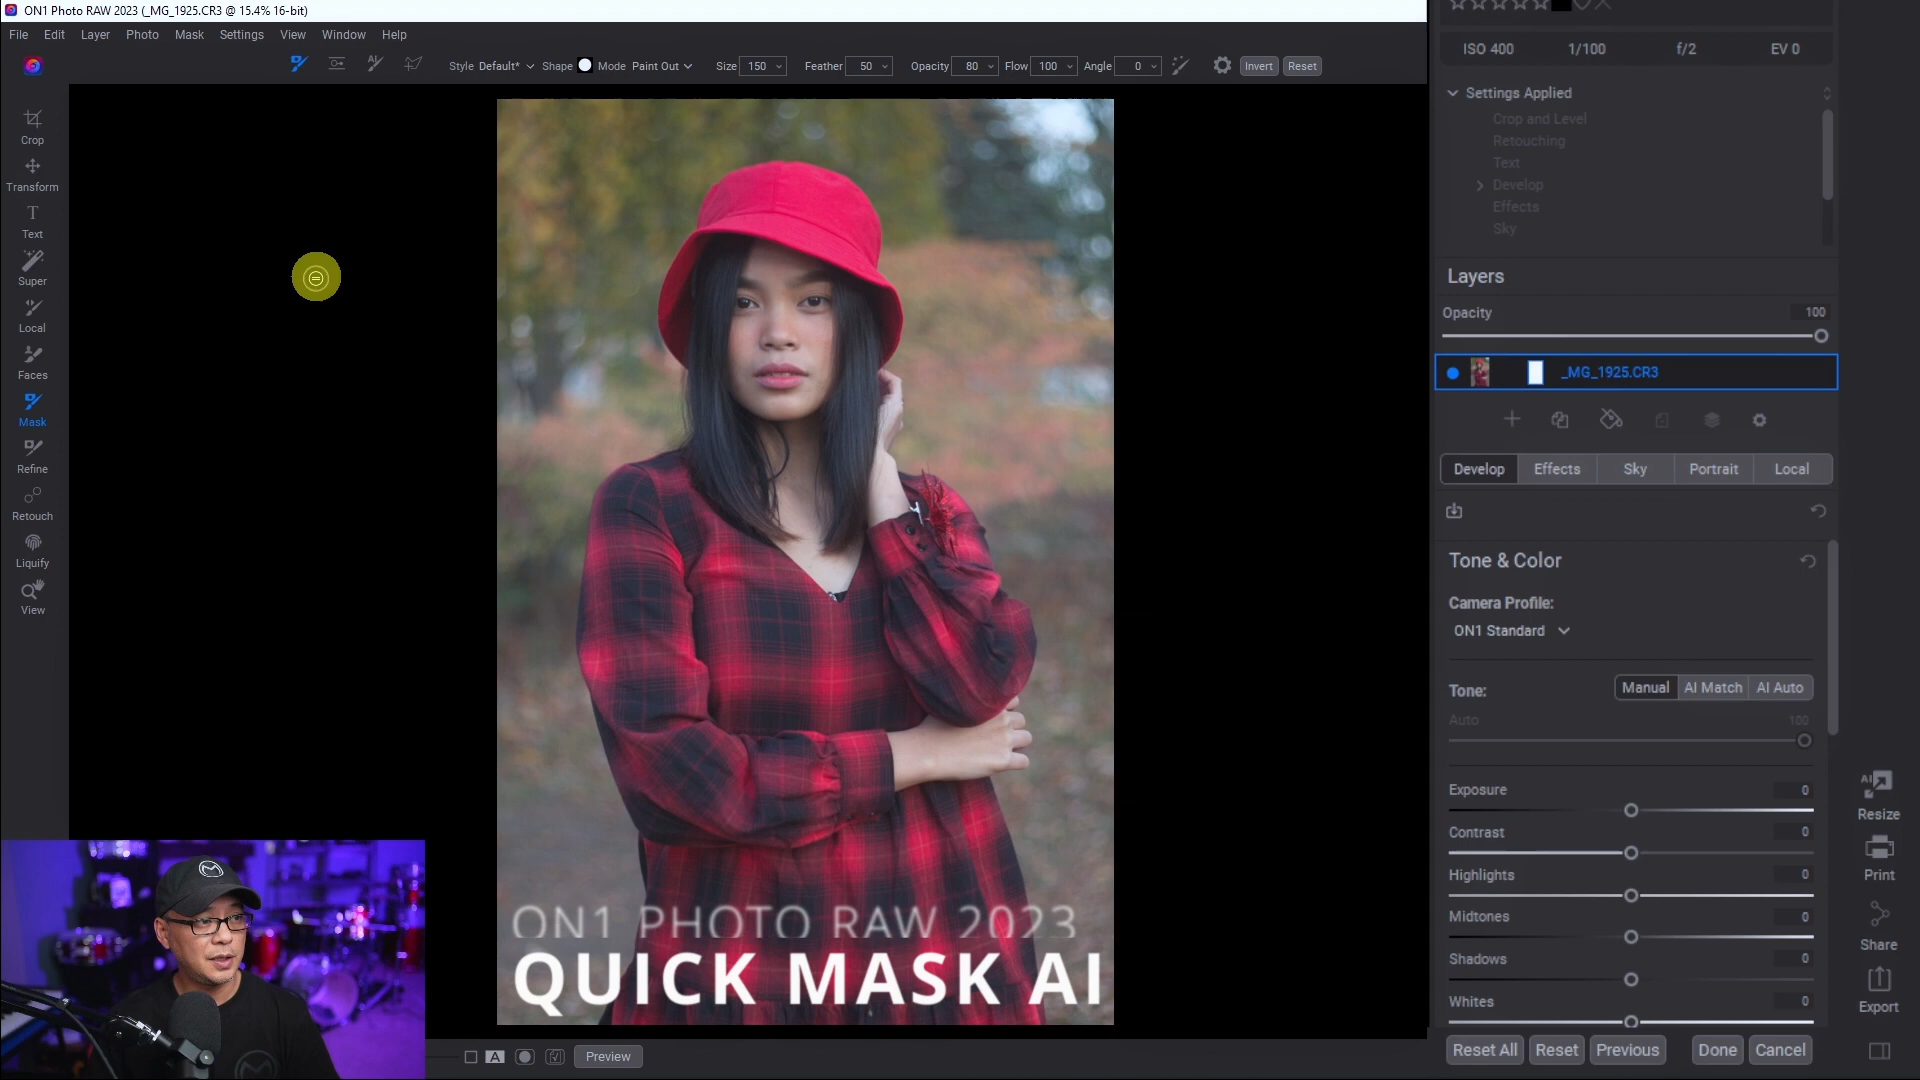 ON1 Photo RAW 2023 (_MG_1925.CR3 @ 15.4% 16-bit)
File Edit Layer Photo Mask Settings View Window Help
Style Default* Shape Mode Paint Out Size 150 Feather 50 Opacity 80 Flow 100 Angle 0 Invert Reset
Crop
Transform
Text
Super
Local
Faces
Mask
Refine
Retouch
Liquify
View
ON1 PHOTO RAW 2023
QUICK MASK AI
A Preview
ISO 400 1/100 f/2 EV 0
Settings Applied
Crop and Level
Retouching
Text
Develop
Effects
Sky
Layers
Opacity 100
_MG_1925.CR3
Develop Effects Sky Portrait Local
Tone & Color
Camera Profile:
ON1 Standard
Tone: Manual AI Match AI Auto
Auto 100
Exposure 0
Contrast 0
Highlights 0
Midtones 0
Shadows 0
Whites 0
Reset All Reset Previous Done Cancel
AI
Resize
Print
Share
Export